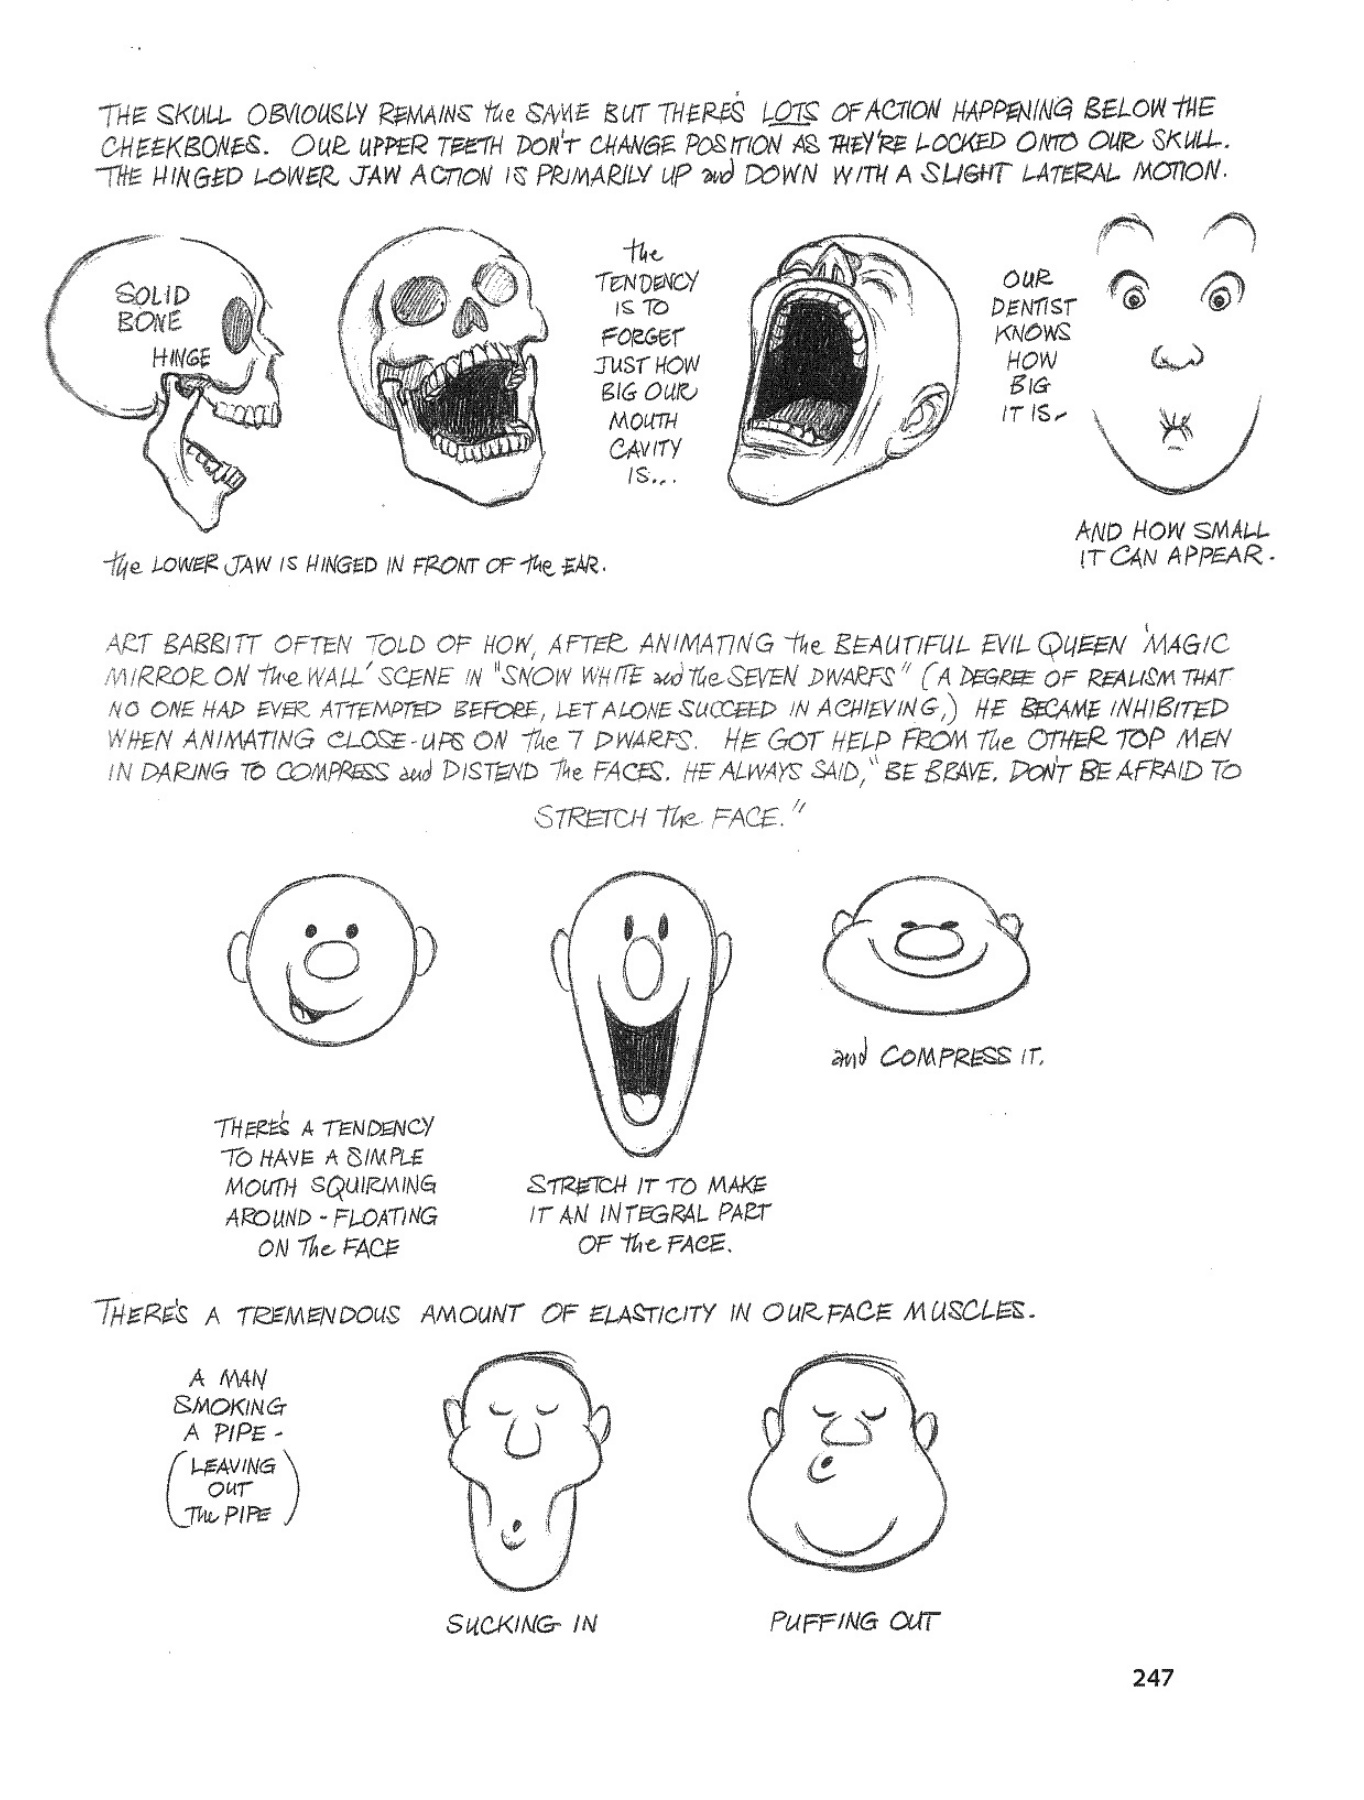 THE SKULL OBVIOUSLY REMAINS the SAME BUT THERE'S LOTS OF ACTION HAPPENING BELOW THE
CHEEKBONES. OUR UPPER TEETH DON'T CHANGE POSITION AS THEY'RE LOCKED ONTO OUR SKULL.
THE HINGED LOWER JAW ACTION IS PRIMARILY UP and DOWN WITH A SLIGHT LATERAL MOTION.
SOLID
BONE
HINGE
the
TENDENCY
IS TO
FORGET
JUST HOW
BIG OUR
MOUTH
CAVITY
IS...
OUR
DENTIST
KNOWS
HOW
BIG
IT IS-
AND HOW SMALL
IT CAN APPEAR.
the LOWER JAW IS HINGED IN FRONT OF the EAR.
ART BABBITT OFTEN TOLD OF HOW, AFTER ANIMATING the BEAUTIFUL EVIL QUEEN 'MAGIC
MIRROR ON the WALL' SCENE IN "SNOW WHITE and the SEVEN DWARFS" (A DEGREE OF REALISM THAT
NO ONE HAD EVER ATTEMPTED BEFORE, LET ALONE SUCCEED IN ACHIEVING,) HE BECAME INHIBITED
WHEN ANIMATING CLOSE-UPS ON the 7 DWARFS. HE GOT HELP FROM The OTHER TOP MEN
IN DARING TO COMPRESS and DISTEND The FACES. HE ALWAYS SAID, "BE BRAVE. DON'T BE AFRAID TO
STRETCH the FACE."
THERE'S A TENDENCY
TO HAVE A SIMPLE
MOUTH SQUIRMING
AROUND - FLOATING
ON The FACE
STRETCH IT TO MAKE
IT AN INTEGRAL PART
OF the FACE.
and COMPRESS IT.
THERE'S A TREMENDOUS AMOUNT OF ELASTICITY IN OUR FACE MUSCLES.
A MAN
SMOKING
A PIPE -
(LEAVING
OUT
The PIPE)
SUCKING IN
PUFFING OUT
247